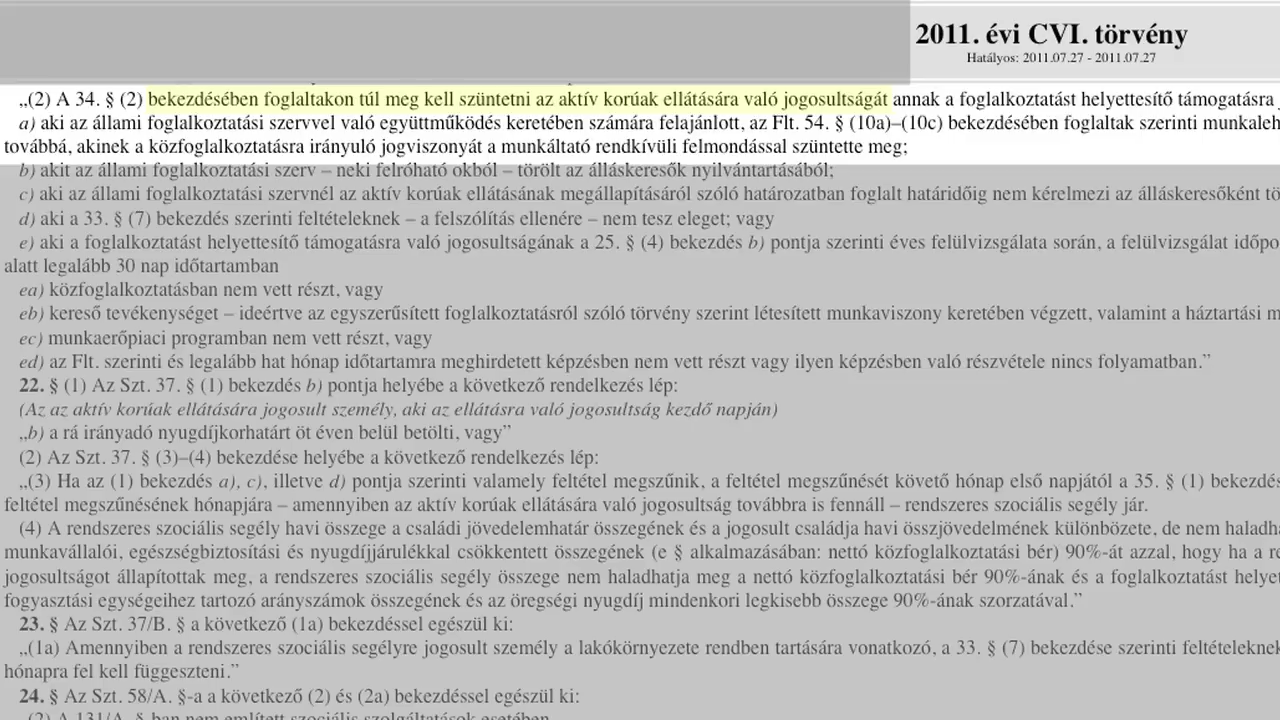 2011. évi CVI. törvény
Hatályos: 2011.07.27 - 2011.07.27
„(2) A 34. § (2) bekezdésében foglaltakon túl meg kell szüntetni az aktív korúak ellátására való jogosultságát annak a foglalkoztatást helyettesítő támogatásra
a) aki az állami foglalkoztatási szervvel való együttműködés keretében számára felajánlott, az Flt. 54. § (10a)–(10c) bekezdésében foglaltak szerinti munkaleh
továbbá, akinek a közfoglalkoztatásra irányuló jogviszonyát a munkáltató rendkívüli felmondással szüntette meg;
b) akit az állami foglalkoztatási szerv – neki felróható okból – törölt az álláskeresők nyilvántartásából;
c) aki az állami foglalkoztatási szervnél az aktív korúak ellátásának megállapításáról szóló határozatban foglalt határidőig nem kérelmezi az álláskeresőként tö
d) aki a 33. § (7) bekezdés szerinti feltételeknek – a felszólítás ellenére – nem tesz eleget; vagy
e) aki a foglalkoztatást helyettesítő támogatásra való jogosultságának a 25. § (4) bekezdés b) pontja szerinti éves felülvizsgálata során, a felülvizsgálat időpo
alatt legalább 30 nap időtartamban
ea) közfoglalkoztatásban nem vett részt, vagy
eb) kereső tevékenységet – ideértve az egyszerűsített foglalkoztatásról szóló törvény szerint létesített munkaviszony keretében végzett, valamint a háztartási m
ec) munkaerőpiaci programban nem vett részt, vagy
ed) az Flt. szerinti és legalább hat hónap időtartamra meghirdetett képzésben nem vett részt vagy ilyen képzésben való részvétele nincs folyamatban.”
22. § (1) Az Szt. 37. § (1) bekezdés b) pontja helyébe a következő rendelkezés lép:
(Az az aktív korúak ellátására jogosult személy, aki az ellátásra való jogosultság kezdő napján)
„b) a rá irányadó nyugdíjkorhatárt öt éven belül betölti, vagy”
(2) Az Szt. 37. § (3)–(4) bekezdése helyébe a következő rendelkezés lép:
„(3) Ha az (1) bekezdés a), c), illetve d) pontja szerinti valamely feltétel megszűnik, a feltétel megszűnését követő hónap első napjától a 35. § (1) bekezdés
feltétel megszűnésének hónapjára – amennyiben az aktív korúak ellátására való jogosultság továbbra is fennáll – rendszeres szociális segély jár.
(4) A rendszeres szociális segély havi összege a családi jövedelemhatár összegének és a jogosult családja havi összjövedelmének különbözete, de nem haladha
munkavállalói, egészségbiztosítási és nyugdíjjárulékkal csökkentett összegének (e § alkalmazásában: nettó közfoglalkoztatási bér) 90%-át azzal, hogy ha a re
jogosultságot állapítottak meg, a rendszeres szociális segély összege nem haladhatja meg a nettó közfoglalkoztatási bér 90%-ának és a foglalkoztatást helyet
fogyasztási egységeihez tartozó arányszámok összegének és az öregségi nyugdíj mindenkori legkisebb összege 90%-ának szorzatával.”
23. § Az Szt. 37/B. § a következő (1a) bekezdéssel egészül ki:
„(1a) Amennyiben a rendszeres szociális segélyre jogosult személy a lakókörnyezete rendben tartására vonatkozó, a 33. § (7) bekezdése szerinti feltételeknek
hónapra fel kell függeszteni.”
24. § Az Szt. 58/A. §-a a következő (2) és (2a) bekezdéssel egészül ki:
„(2) A 131/A. §-ban nem említett szociális szolgáltatások esetében